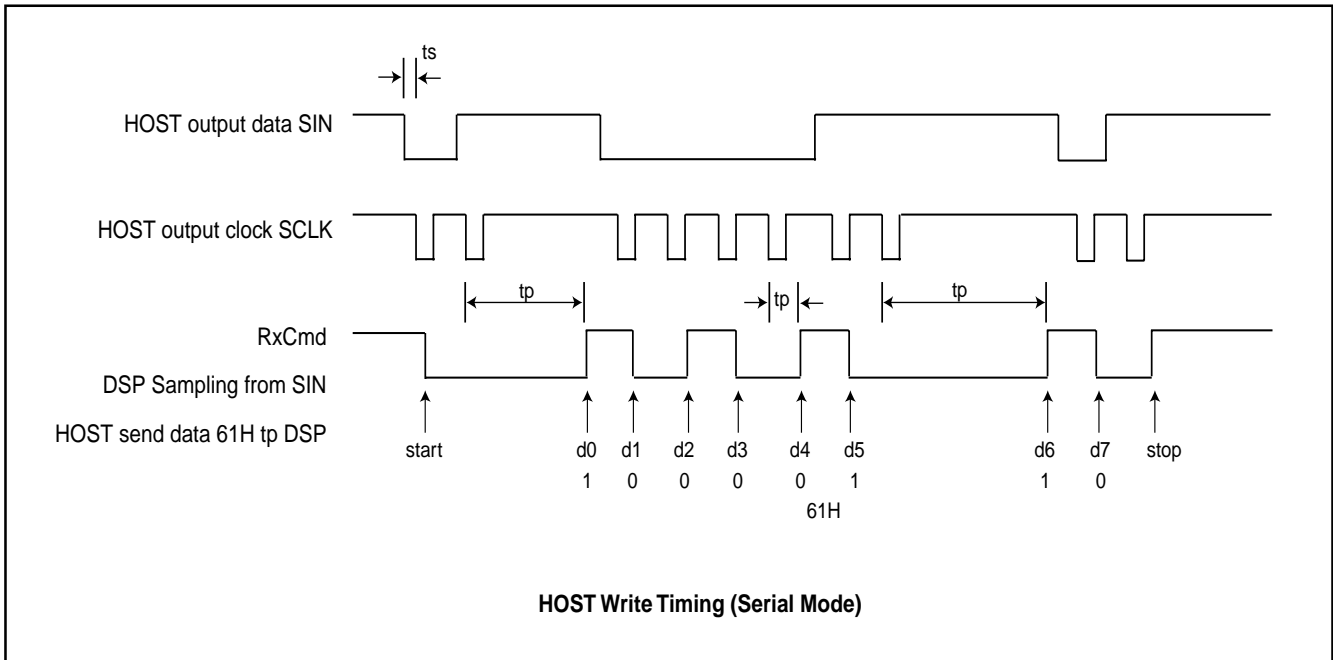 ts
HOST output data SIN
HOST output clock SCLK
tp tp tp
RxCmd
DSP Sampling from SIN
HOST send data 61H tp DSP
start d0 d1 d2 d3 d4 d5 d6 d7 stop
1 0 0 0 0 1 1 0
61H
HOST Write Timing (Serial Mode)